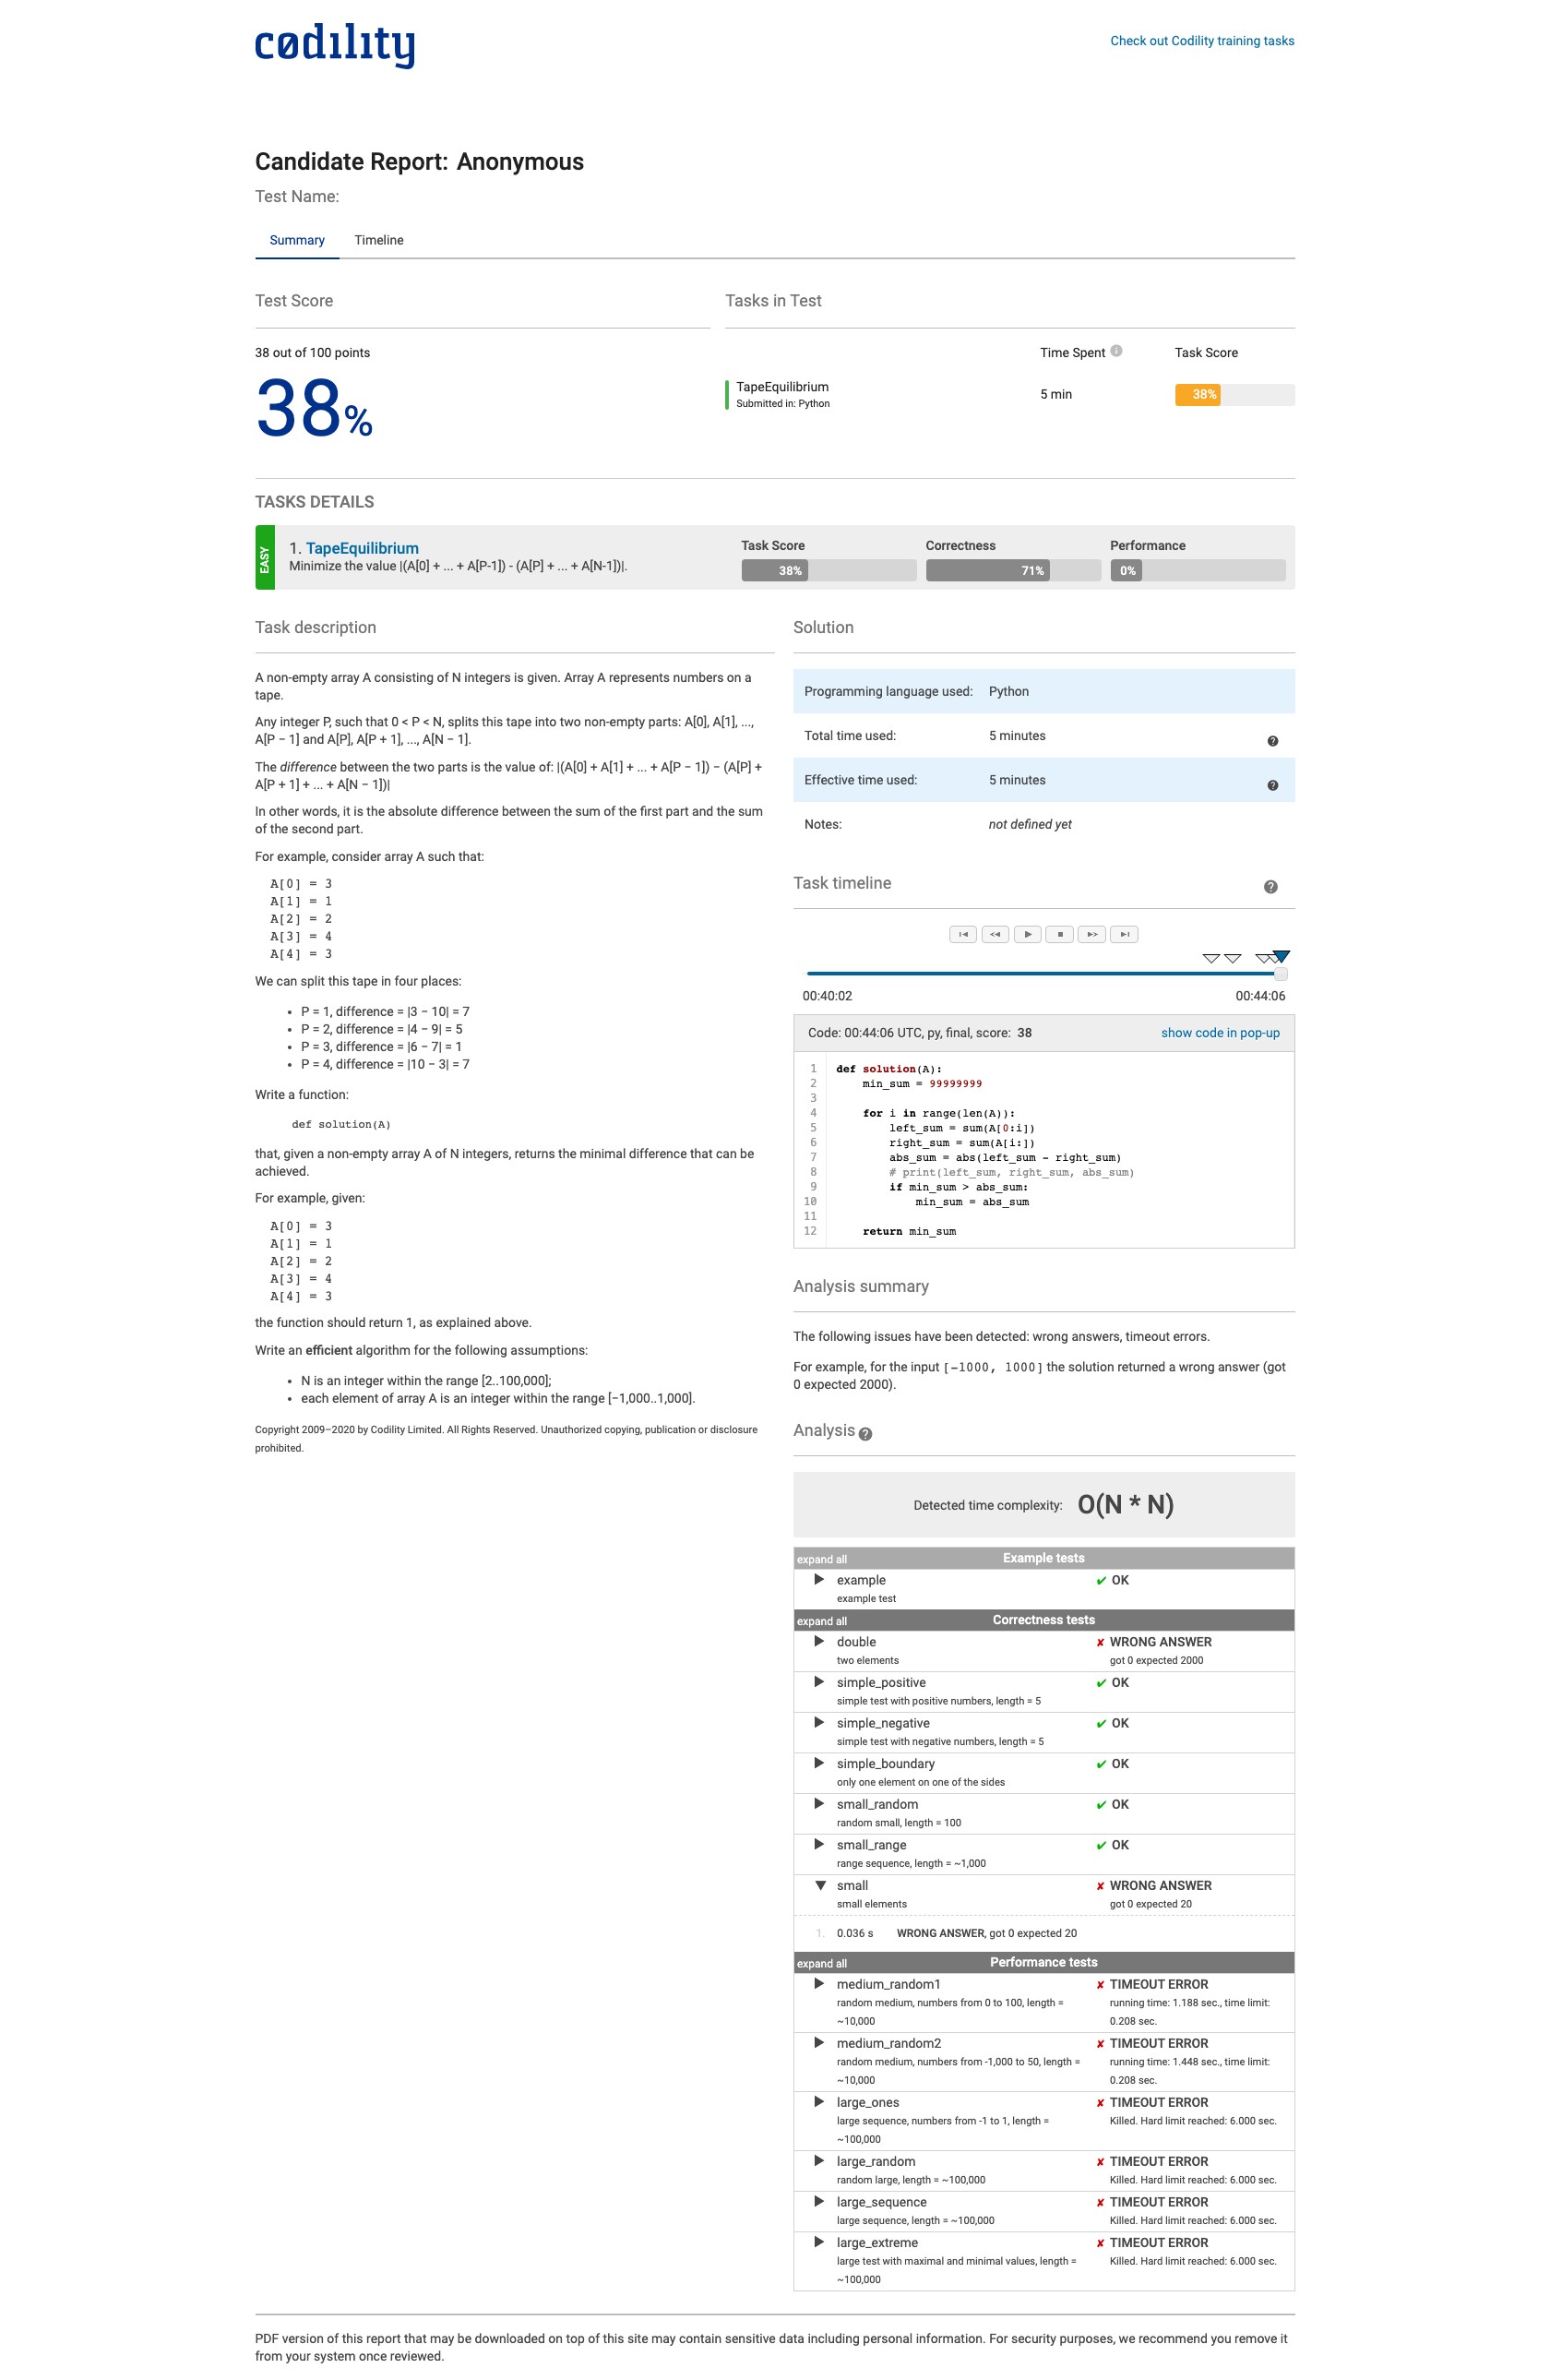 cødility
Check out Codility training tasks
Candidate Report: Anonymous
Test Name:
Summary Timeline
Test Score
38 out of 100 points
38%
Tasks in Test
Time Spent Task Score
TapeEquilibrium
Submitted in: Python
5 min
38%
TASKS DETAILS
EASY
1. TapeEquilibrium
Minimize the value |(A[0] + ... + A[P-1]) - (A[P] + ... + A[N-1])|.
Task Score Correctness Performance
38% 71% 0%
Task description
A non-empty array A consisting of N integers is given. Array A represents numbers on a
tape.
Any integer P, such that 0 < P < N, splits this tape into two non-empty parts: A[0], A[1], ...,
A[P − 1] and A[P], A[P + 1], ..., A[N − 1].
The difference between the two parts is the value of: |(A[0] + A[1] + ... + A[P − 1]) − (A[P] +
A[P + 1] + ... + A[N − 1])|
In other words, it is the absolute difference between the sum of the first part and the sum
of the second part.
For example, consider array A such that:
A[0] = 3
A[1] = 1
A[2] = 2
A[3] = 4
A[4] = 3
We can split this tape in four places:
• P = 1, difference = |3 − 10| = 7
• P = 2, difference = |4 − 9| = 5
• P = 3, difference = |6 − 7| = 1
• P = 4, difference = |10 − 3| = 7
Write a function:
def solution(A)
that, given a non-empty array A of N integers, returns the minimal difference that can be
achieved.
For example, given:
A[0] = 3
A[1] = 1
A[2] = 2
A[3] = 4
A[4] = 3
the function should return 1, as explained above.
Write an efficient algorithm for the following assumptions:
• N is an integer within the range [2..100,000];
• each element of array A is an integer within the range [−1,000..1,000].
Copyright 2009–2020 by Codility Limited. All Rights Reserved. Unauthorized copying, publication or disclosure
prohibited.
Solution
Programming language used: Python
Total time used: 5 minutes
Effective time used: 5 minutes
Notes: not defined yet
Task timeline
00:40:02 00:44:06
Code: 00:44:06 UTC, py, final, score: 38 show code in pop-up
1 def solution(A):
2 min_sum = 99999999
3
4 for i in range(len(A)):
5 left_sum = sum(A[0:i])
6 right_sum = sum(A[i:])
7 abs_sum = abs(left_sum - right_sum)
8 # print(left_sum, right_sum, abs_sum)
9 if min_sum > abs_sum:
10 min_sum = abs_sum
11
12 return min_sum
Analysis summary
The following issues have been detected: wrong answers, timeout errors.
For example, for the input [-1000, 1000] the solution returned a wrong answer (got
0 expected 2000).
Analysis
Detected time complexity: O(N * N)
expand all Example tests
example ✔ OK
example test
expand all Correctness tests
double ✘ WRONG ANSWER
two elements got 0 expected 2000
simple_positive ✔ OK
simple test with positive numbers, length = 5
simple_negative ✔ OK
simple test with negative numbers, length = 5
simple_boundary ✔ OK
only one element on one of the sides
small_random ✔ OK
random small, length = 100
small_range ✔ OK
range sequence, length = ~1,000
small ✘ WRONG ANSWER
small elements got 0 expected 20
1. 0.036 s WRONG ANSWER, got 0 expected 20
expand all Performance tests
medium_random1 ✘ TIMEOUT ERROR
random medium, numbers from 0 to 100, length = running time: 1.188 sec., time limit:
~10,000 0.208 sec.
medium_random2 ✘ TIMEOUT ERROR
random medium, numbers from -1,000 to 50, length = running time: 1.448 sec., time limit:
~10,000 0.208 sec.
large_ones ✘ TIMEOUT ERROR
large sequence, numbers from -1 to 1, length = Killed. Hard limit reached: 6.000 sec.
~100,000
large_random ✘ TIMEOUT ERROR
random large, length = ~100,000 Killed. Hard limit reached: 6.000 sec.
large_sequence ✘ TIMEOUT ERROR
large sequence, length = ~100,000 Killed. Hard limit reached: 6.000 sec.
large_extreme ✘ TIMEOUT ERROR
large test with maximal and minimal values, length = Killed. Hard limit reached: 6.000 sec.
~100,000
PDF version of this report that may be downloaded on top of this site may contain sensitive data including personal information. For security purposes, we recommend you remove it
from your system once reviewed.